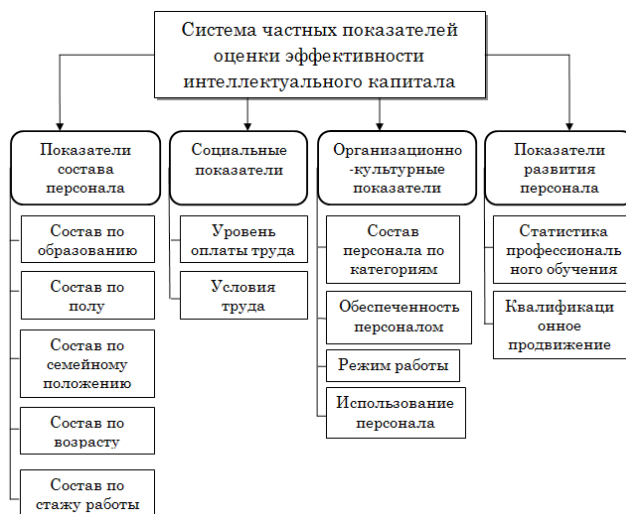 Система частных показателей
оценки эффективности
интеллектуального капитала
Показатели
состава
персонала
Состав по
образованию
Состав по
полу
Состав по
семейному
положению
Состав по
возрасту
Состав по
стажу работы
Социальные
показатели
Уровень
оплаты труда
Условия
труда
Организационно
-культурные
показатели
Состав
персонала по
категориям
Обеспеченность
персоналом
Режим работы
Использование
персонала
Показатели
развития
персонала
Статистика
профессиональ
ного обучения
Квалификаци
онное
продвижение